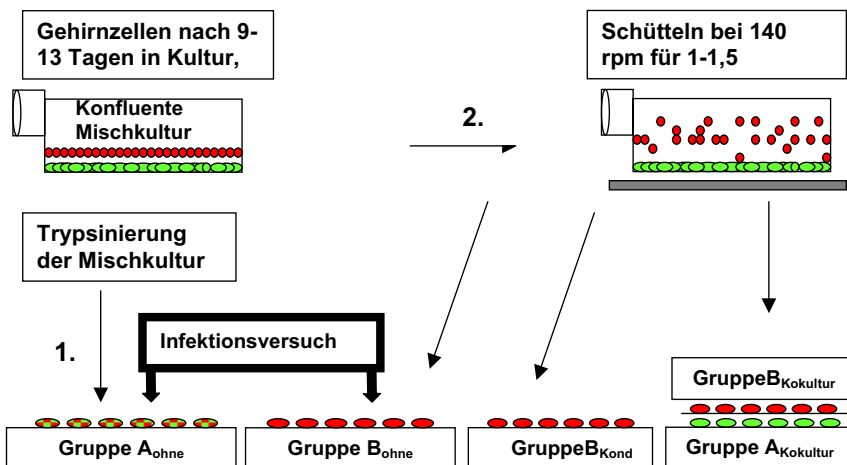 Gehirnzellen nach 9-
13 Tagen in Kultur,
Schütteln bei 140
rpm für 1-1,5
Konfluente
Mischkultur
2.
Trypsinierung
der Mischkultur
1.
Infektionsversuch
GruppeB Kokultur
Gruppe A ohne
Gruppe B ohne
GruppeB Kond
Gruppe A Kokultur